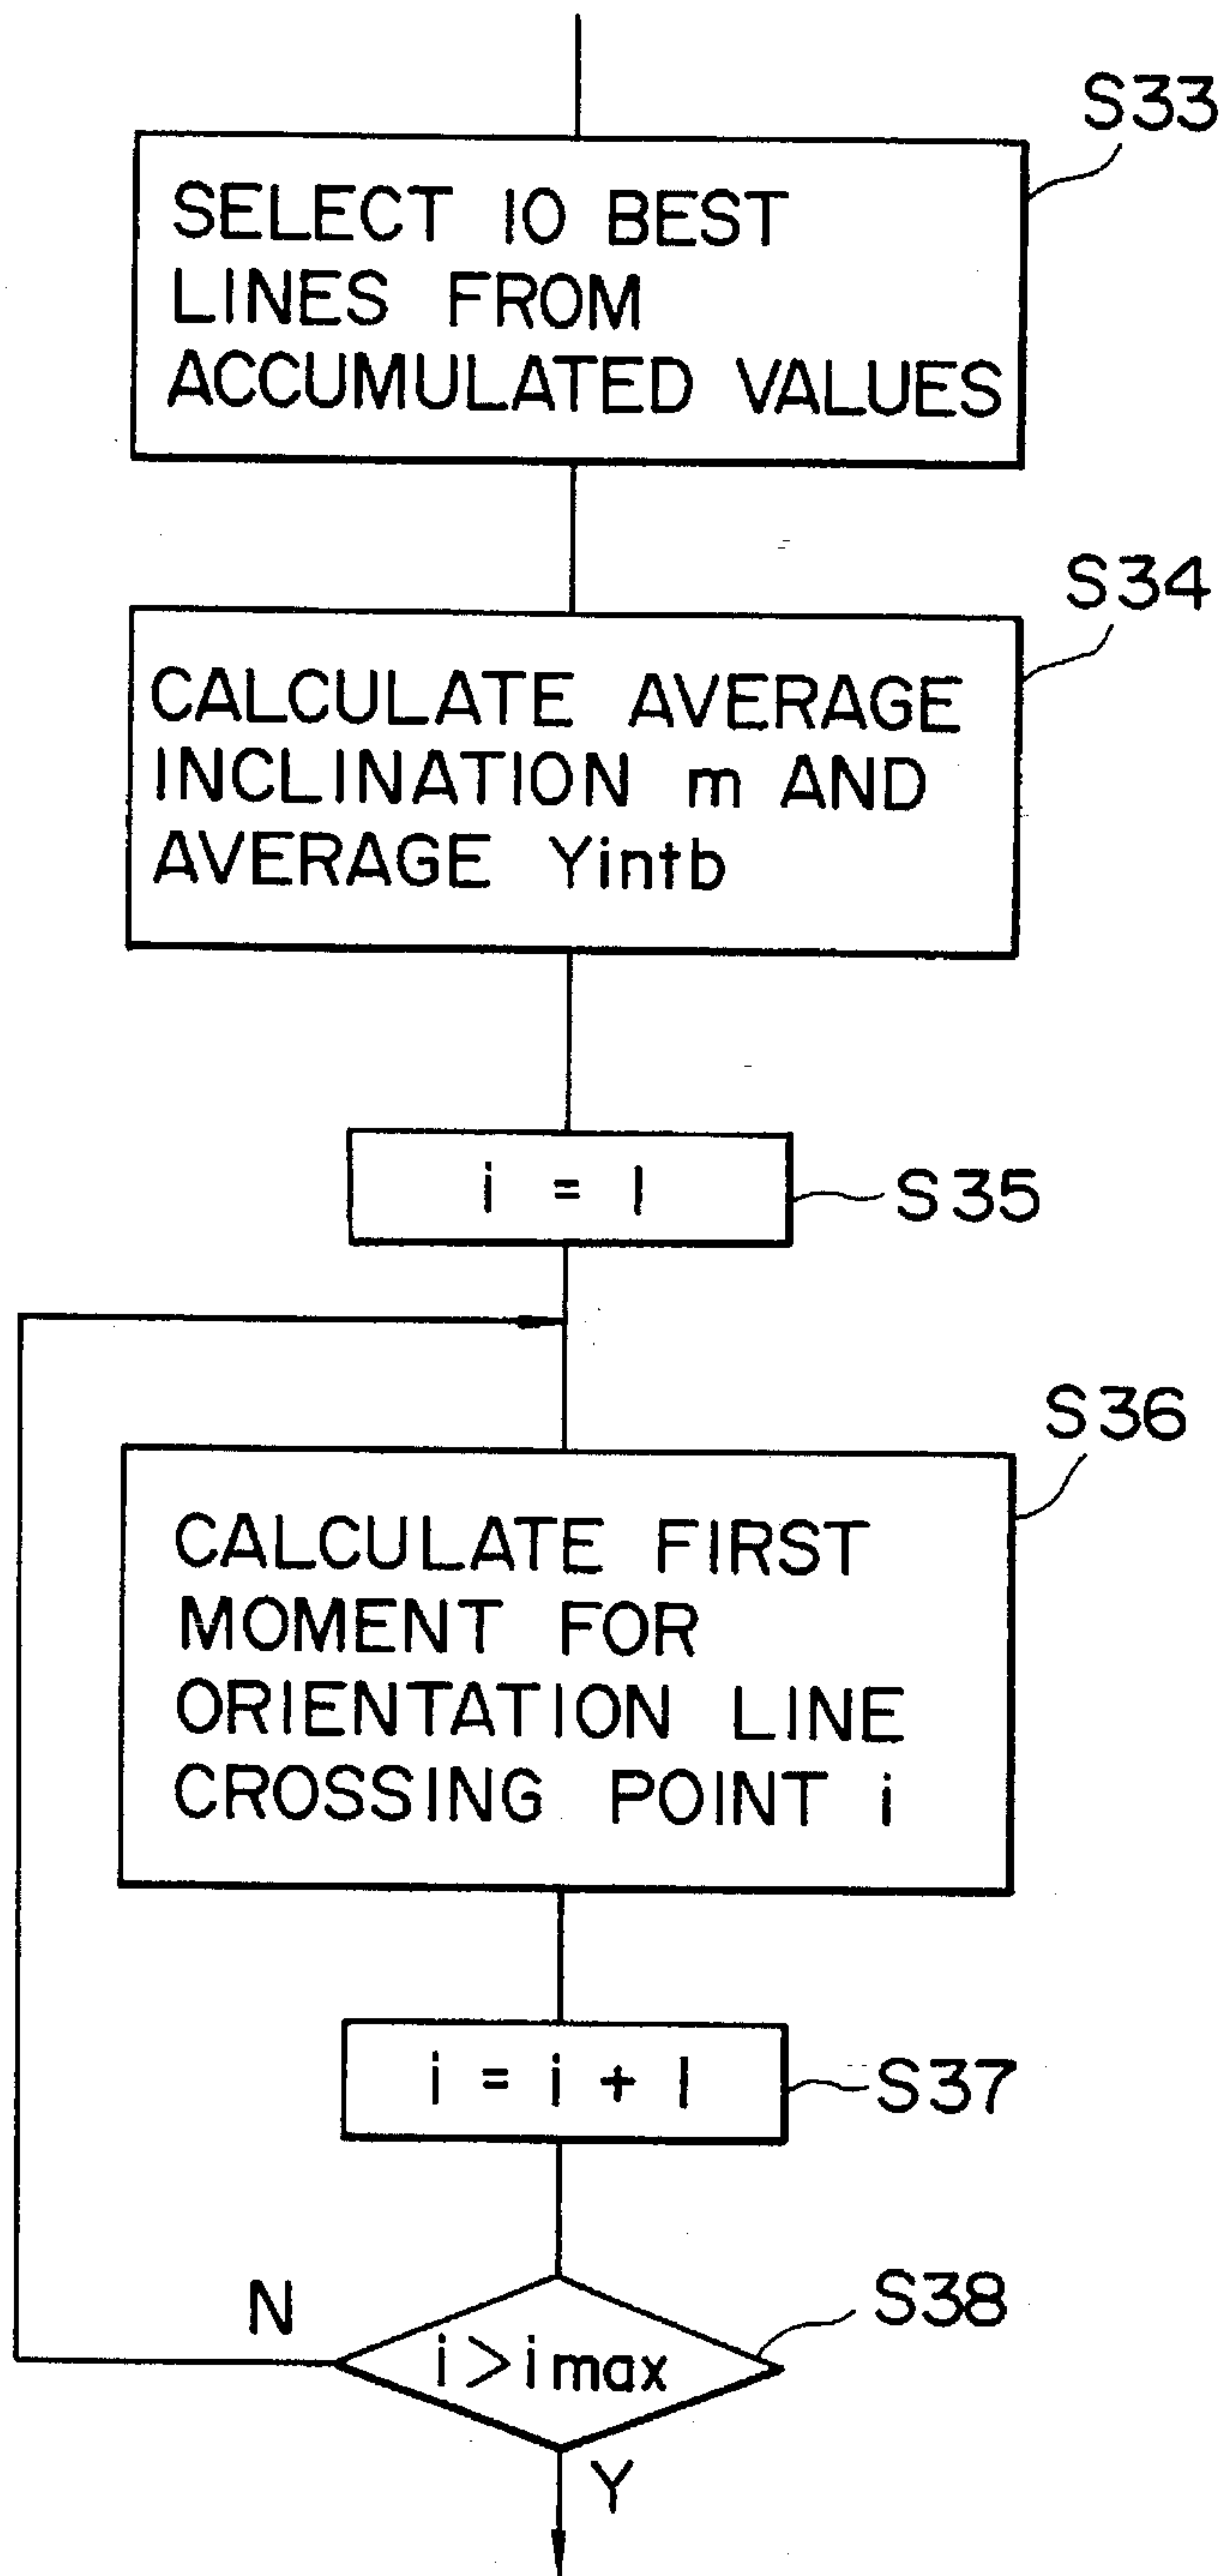 S33
SELECT 10 BEST
LINES FROM
ACCUMULATED VALUES
S34
CALCULATE AVERAGE
INCLINATION m AND
AVERAGE Yintb
i = 1
S35
S36
CALCULATE FIRST
MOMENT FOR
ORIENTATION LINE
CROSSING POINT i
i = i + 1
S37
N
S38
i > imax
Y